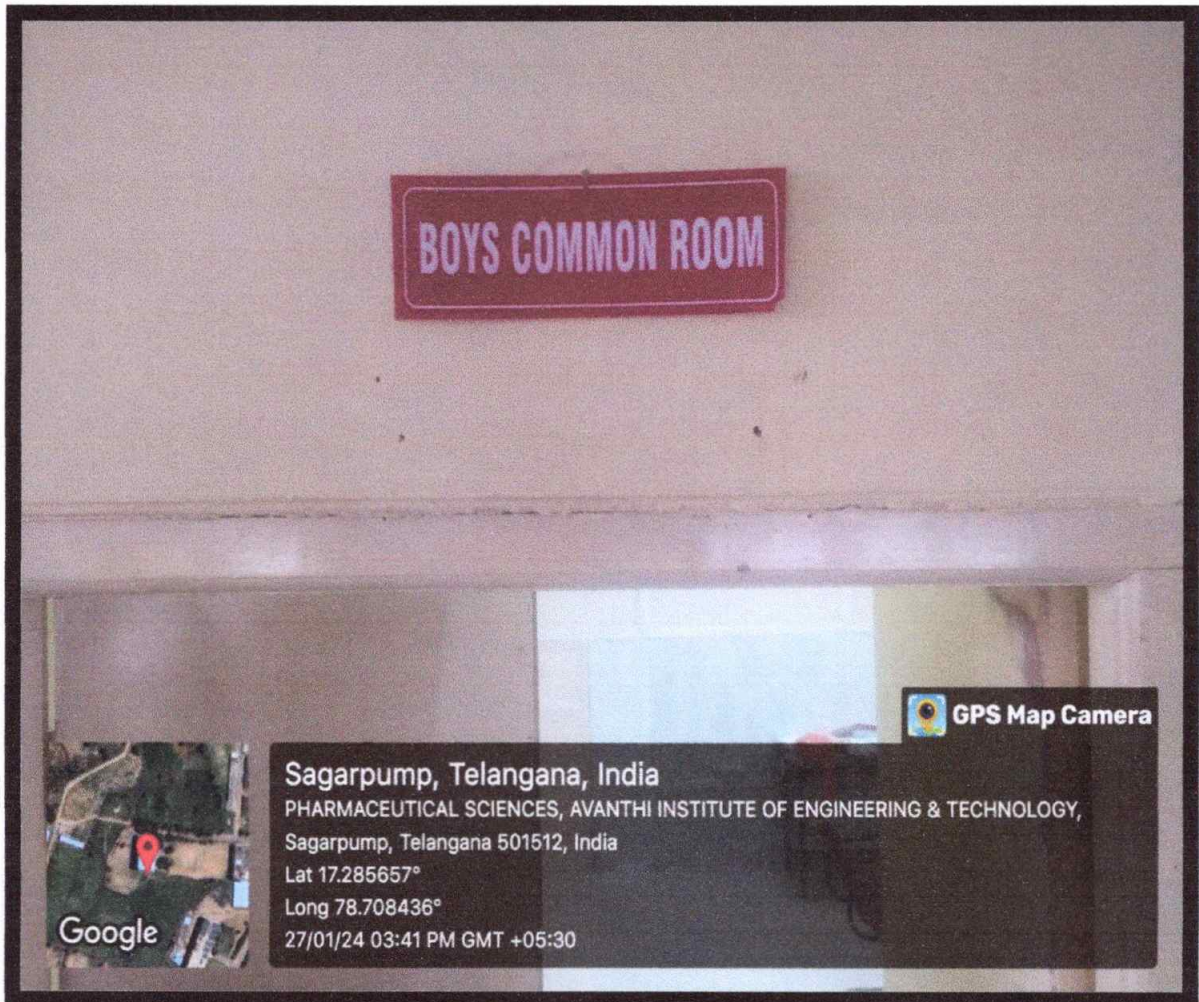 BOYS COMMON ROOM
GPS Map Camera
Sagarpump, Telangana, India
PHARMACEUTICAL SCIENCES, AVANTHI INSTITUTE OF ENGINEERING & TECHNOLOGY,
Sagarpump, Telangana 501512, India
Lat 17.285657°
Long 78.708436°
27/01/24 03:41 PM GMT +05:30
Google